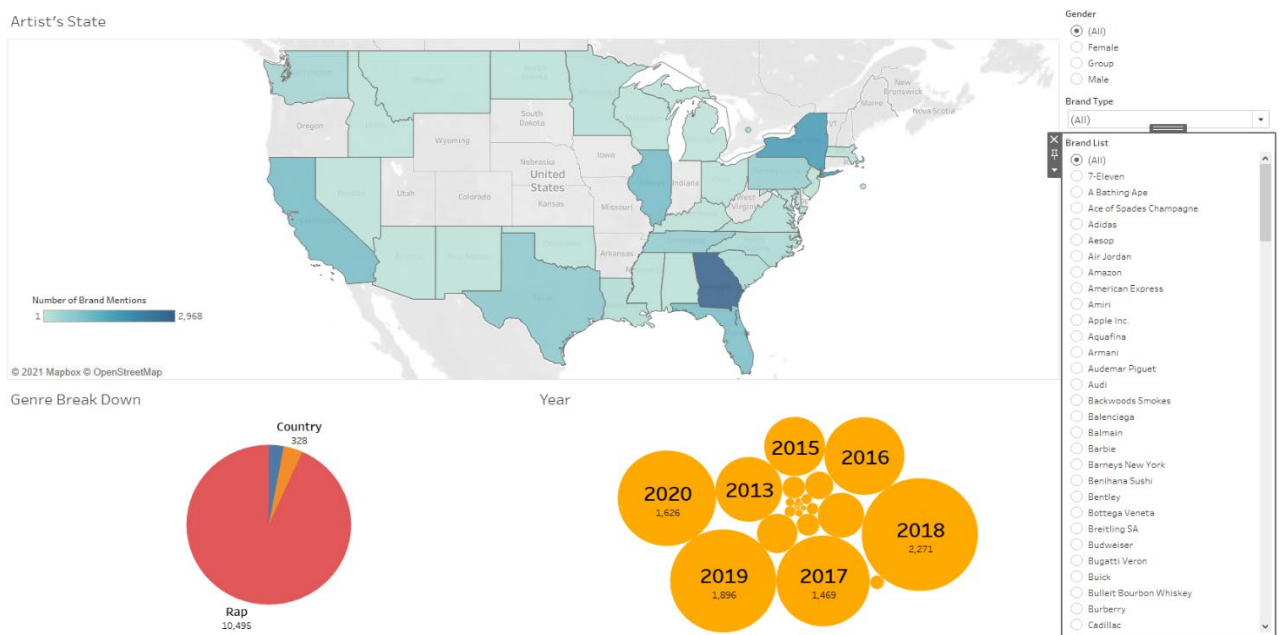 Artist's State
Gender
(All)
Female
Group
Male
Brand Type
(All)
Brand List
(All)
7-Eleven
A Bathing Ape
Ace of Spades Champagne
Adidas
Aesop
Air Jordan
Amazon
American Express
Amiri
Apple Inc.
Aquafina
Armani
Audemar Piguet
Audi
Backwoods Smokes
Balenciaga
Balmain
Barbie
Barneys New York
Benihana Sushi
Bentley
Bottega Veneta
Breitling SA
Budweiser
Bugatti Veron
Buick
Bulleit Bourbon Whiskey
Burberry
Cadillac
New
Brunswick
Maine
Nova Scotia
VT
Oregon
South
Dakota
Wyoming
Iowa
Nebraska
United
States
Indiana
Utah
Colorado
Kansas
Missouri
West
Virginia
Arkansas
Number of Brand Mentions
1
2,968
© 2021 Mapbox © OpenStreetMap
Genre Break Down
Country
328
Rap
10,495
Year
2015
2016
2020
1,626
2013
2018
2,271
2019
1,896
2017
1,469